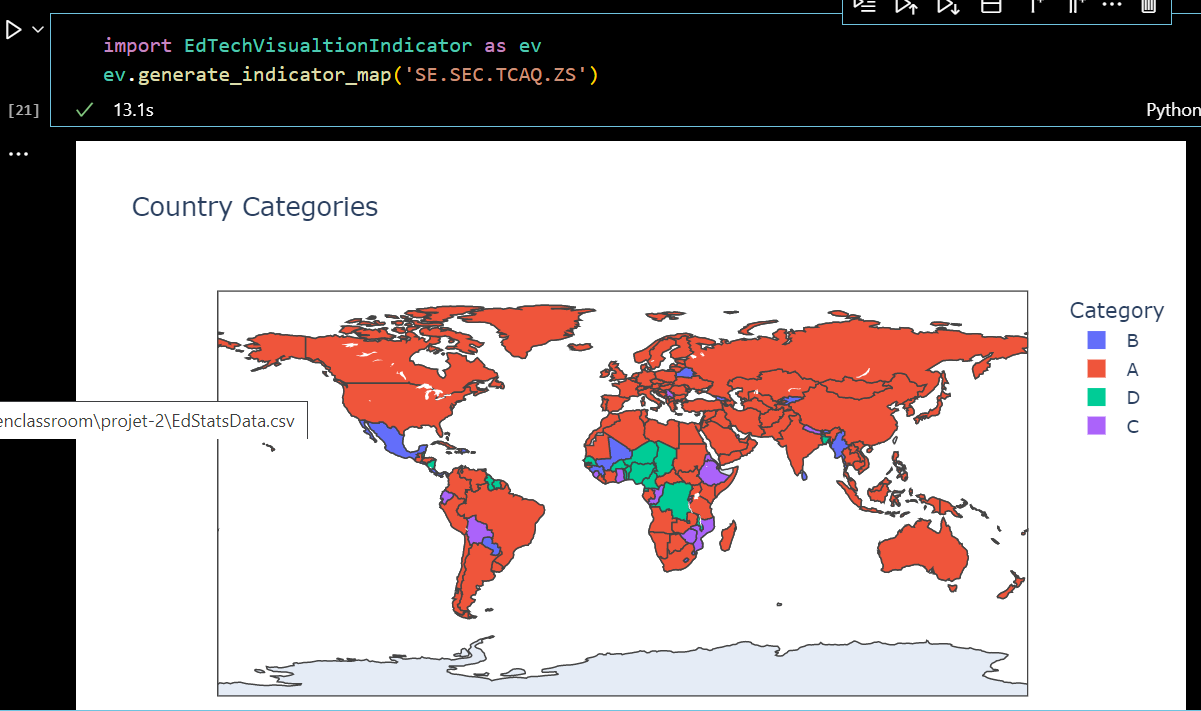 import EdTechVisualtionIndicator as ev
ev.generate_indicator_map('SE.SEC.TCAQ.ZS')
[21]
13.1s
Python
...
Country Categories
Category
B
A
D
C
enclassroom\projet-2\EdStatsData.csv